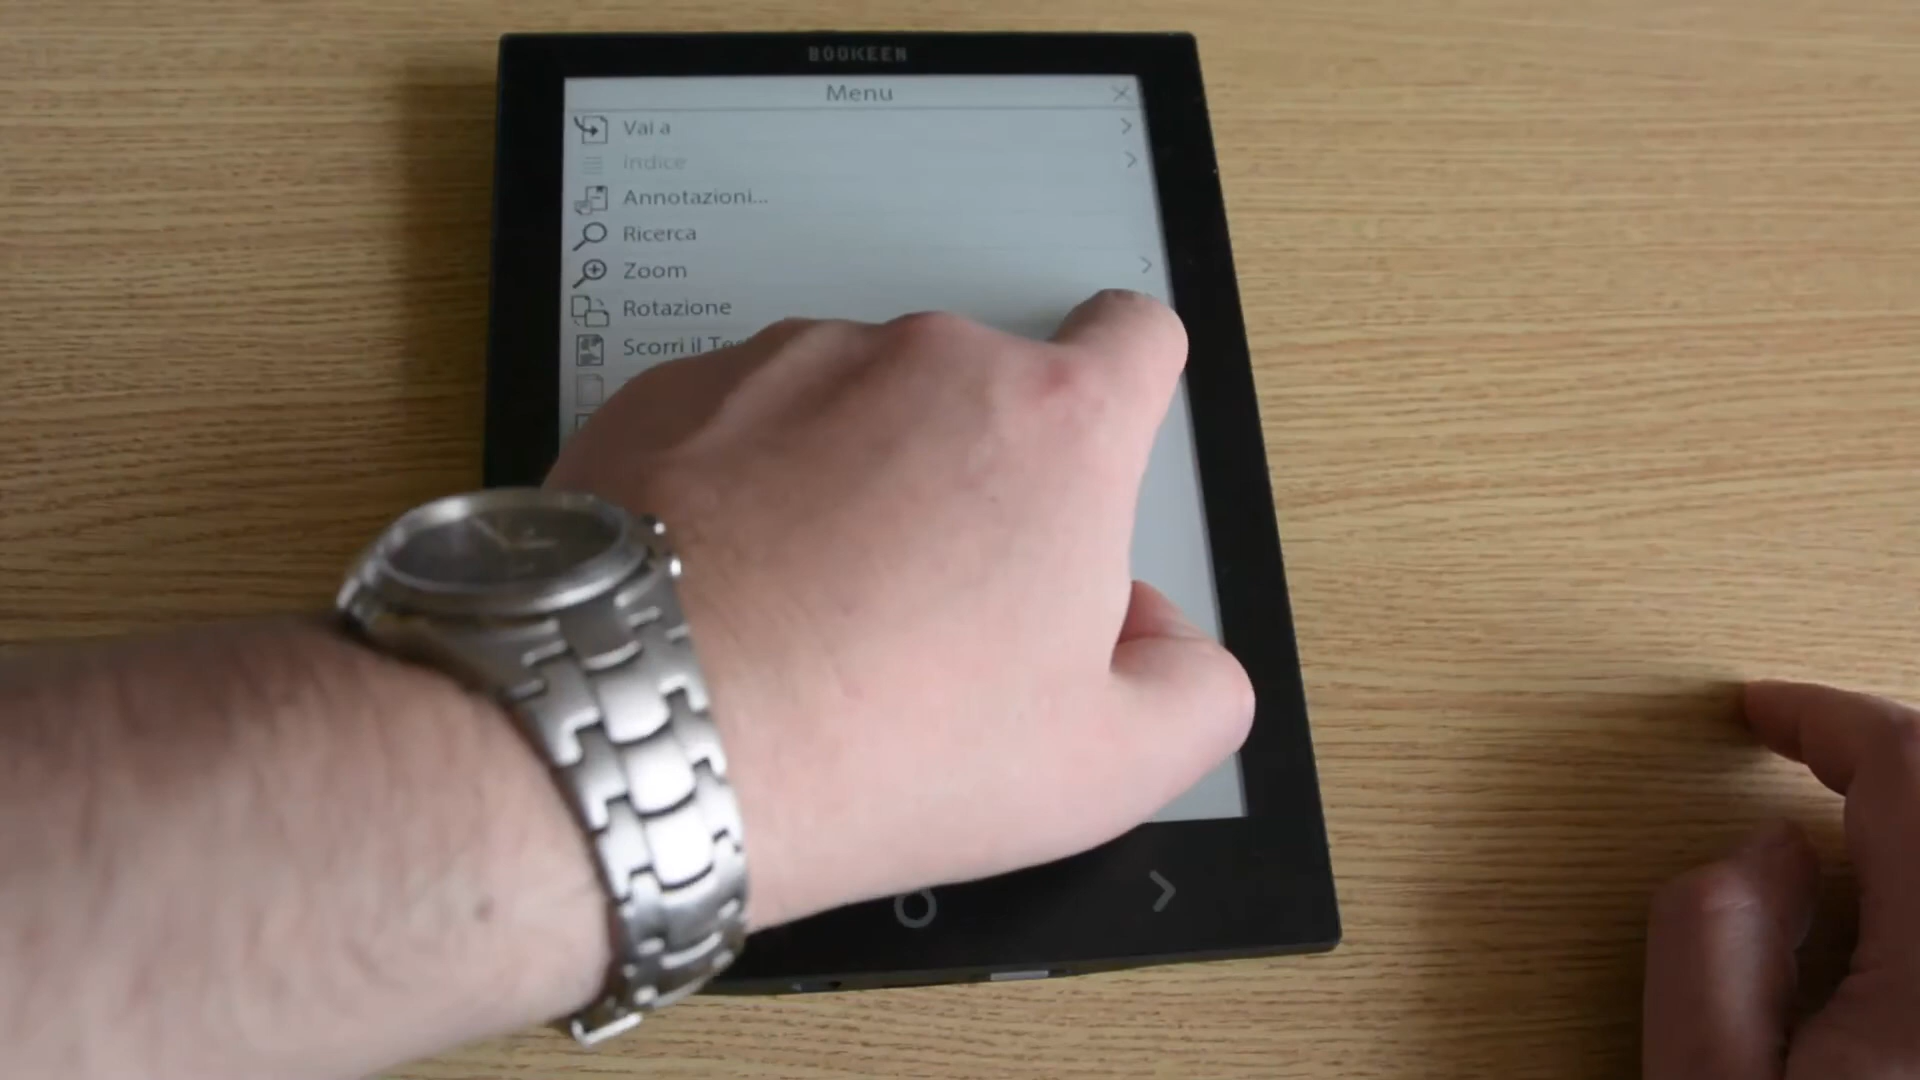 BOOKEEN
Menu
Vai a
Indice
Annotazioni...
Ricerca
Zoom
Rotazione
Scorri il